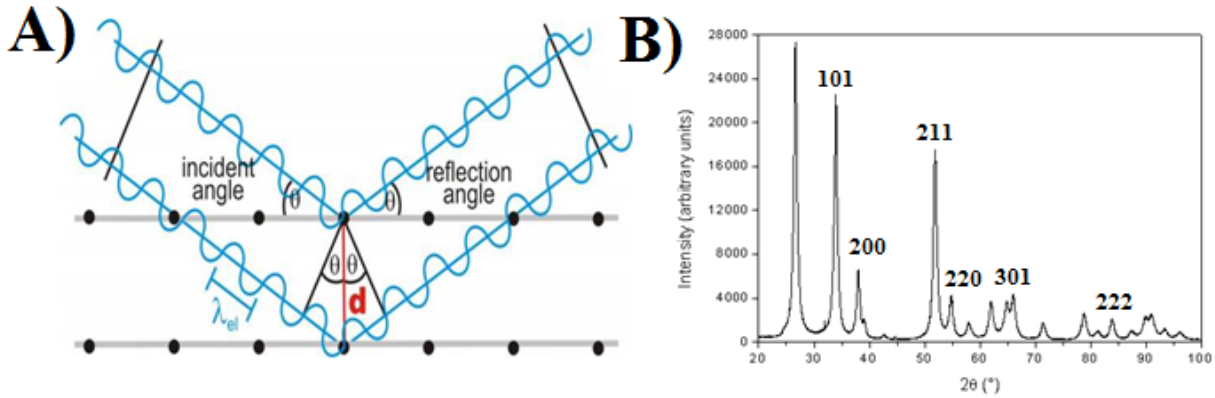 A)
incident
angle
θ
θ
reflection
angle
θ θ
d
λel
B)
28000
24000
20000
16000
12000
8000
4000
0
Intensity (arbitrary units)
101
200
211
220
301
222
20 30 40 50 60 70 80 90 100
2θ (°)